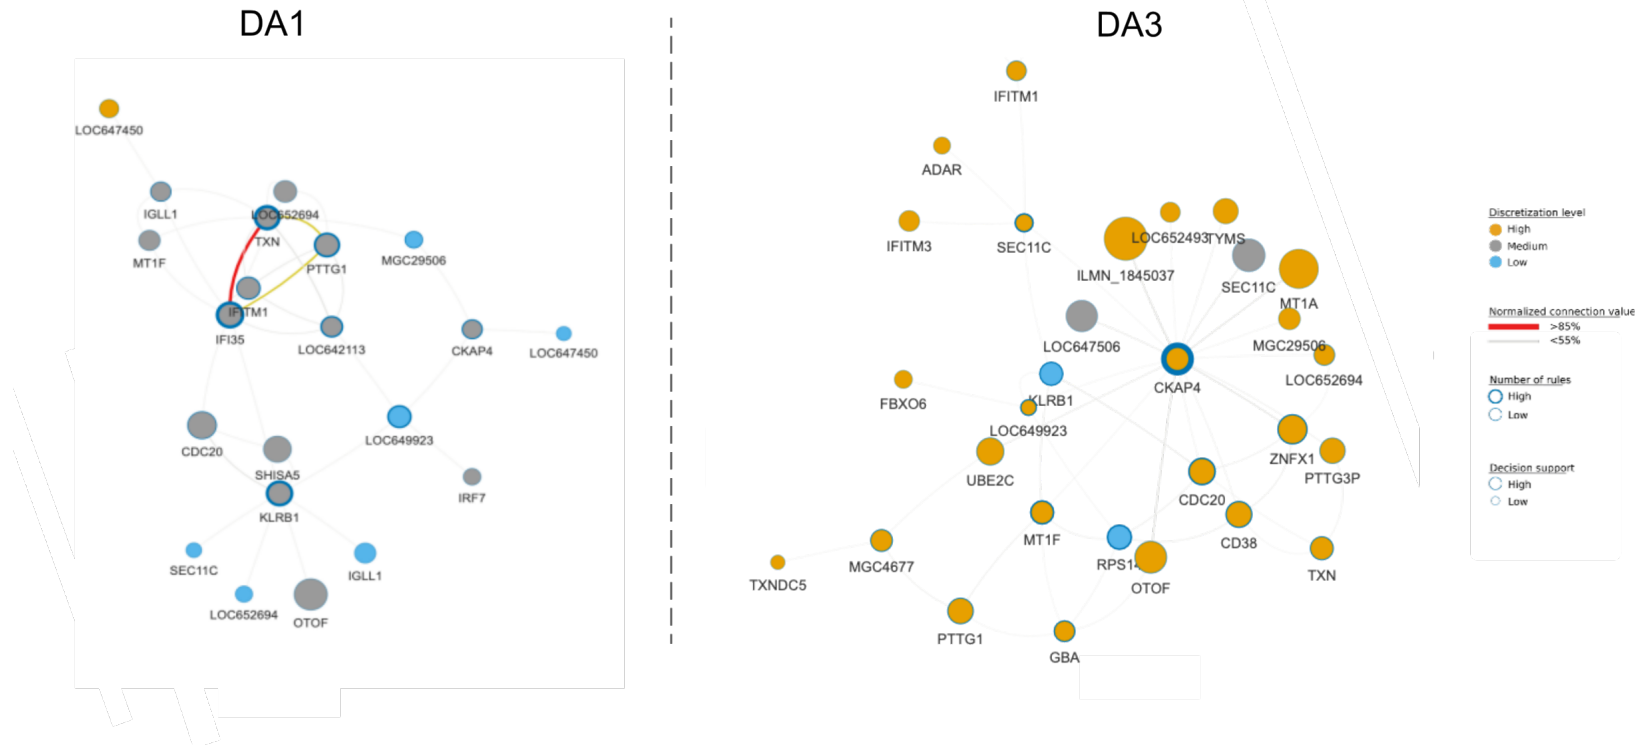 DA1
DA3
LOC647450
IGLL1
LOC652694
TXN
MT1F
PTTG1
MGC29506
IFITM1
IFI35
LOC642113
CKAP4
LOC647450
LOC649923
CDC20
SHISA5
IRF7
KLRB1
SEC11C
IGLL1
LOC652694
OTOF
IFITM1
ADAR
IFITM3
SEC11C
LOC652493
TYMS
ILMN_1845037
SEC11C
MT1A
LOC647506
MGC29506
CKAP4
LOC652694
FBXO6
KLRB1
LOC649923
ZNFX1
UBE2C
PTTG3P
CDC20
MT1F
CD38
MGC4677
RPS14
TXNDC5
OTOF
TXN
PTTG1
GBA
Discretization level
High
Medium
Low
Normalized connection value
>85%
<55%
Number of rules
High
Low
Decision support
High
Low